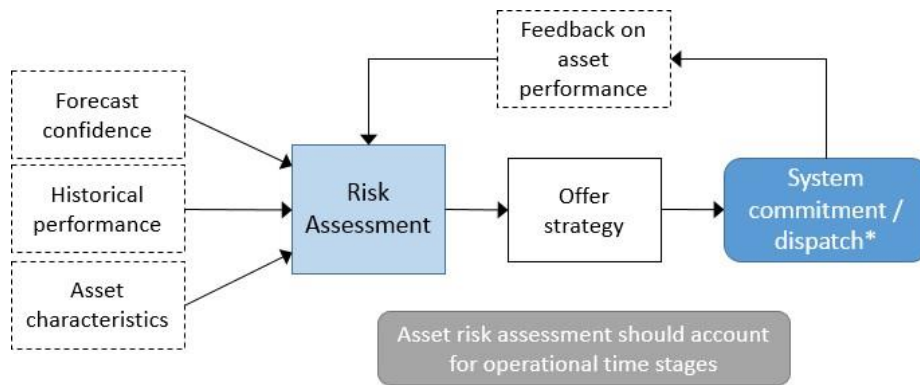 Feedback on
asset
performance
Forecast
confidence
Historical
performance
Asset
characteristics
Risk
Assessment
Offer
strategy
System
commitment /
dispatch*
Asset risk assessment should account
for operational time stages